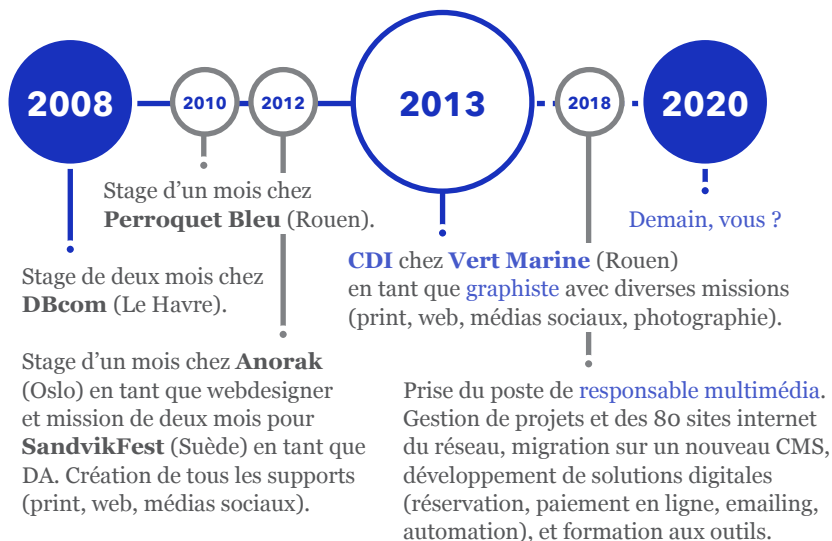 2008
2010
2012
2013
2018
2020
Stage d’un mois chez
Perroquet Bleu (Rouen).
Demain, vous ?
Stage de deux mois chez
DBcom (Le Havre).
CDI chez Vert Marine (Rouen)
en tant que graphiste avec diverses missions
(print, web, médias sociaux, photographie).
Stage d’un mois chez Anorak
(Oslo) en tant que webdesigner
et mission de deux mois pour
SandvikFest (Suède) en tant que
DA. Création de tous les supports
(print, web, médias sociaux).
Prise du poste de responsable multimédia.
Gestion de projets et des 80 sites internet
du réseau, migration sur un nouveau CMS,
développement de solutions digitales
(réservation, paiement en ligne, emailing,
automation), et formation aux outils.